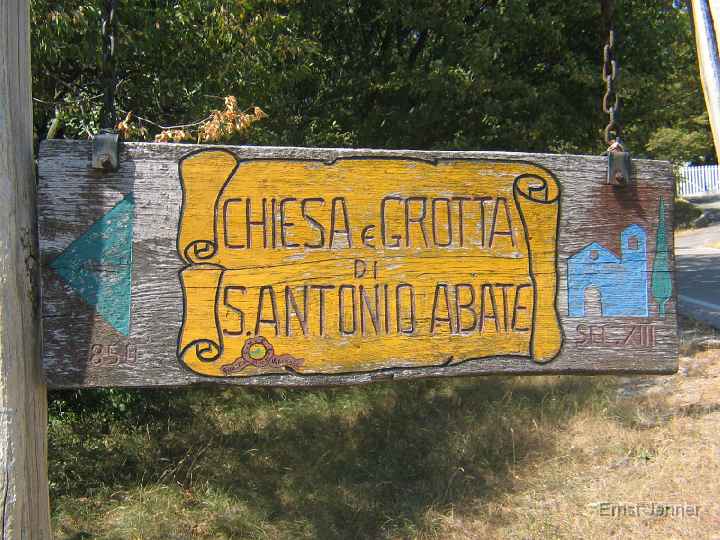 CHIESA e GROTTA
DI
S. ANTONIO ABATE
850
SEC. XIII
Ernst Jenner